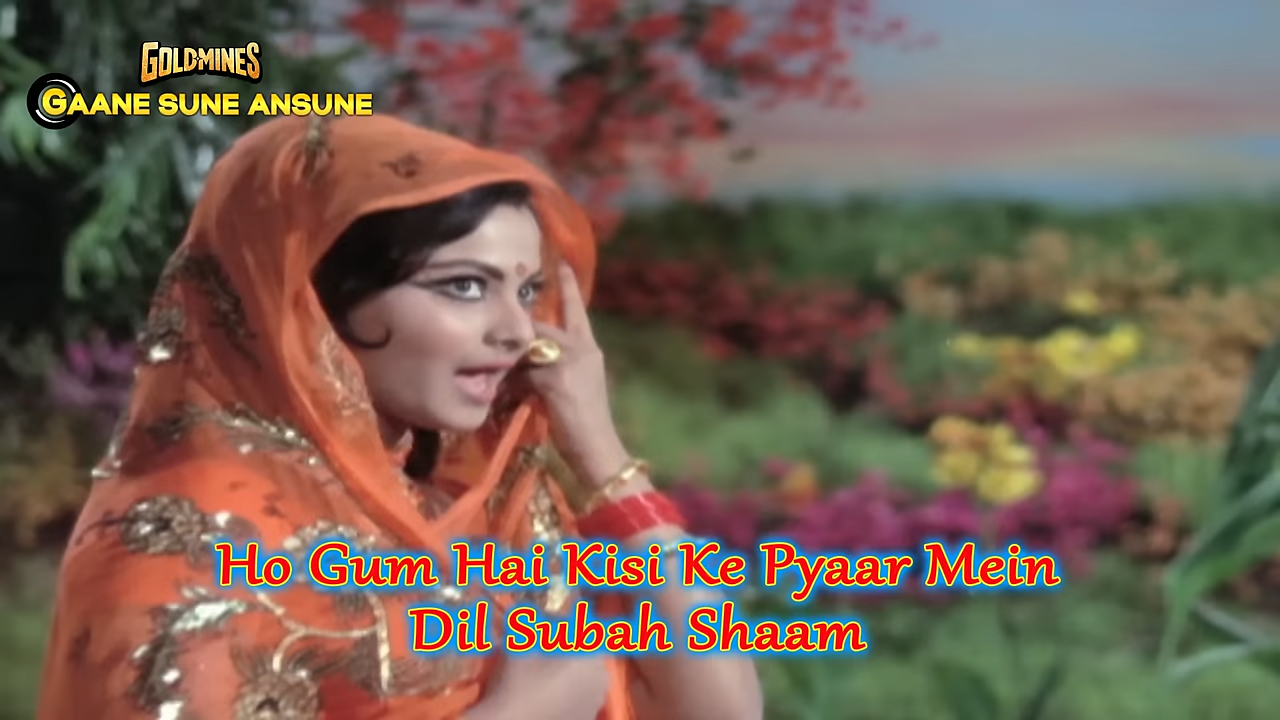 GOLDMINES
GAANE SUNE ANSUNE
Ho Gum Hai Kisi Ke Pyaar Mein
Dil Subah Shaam